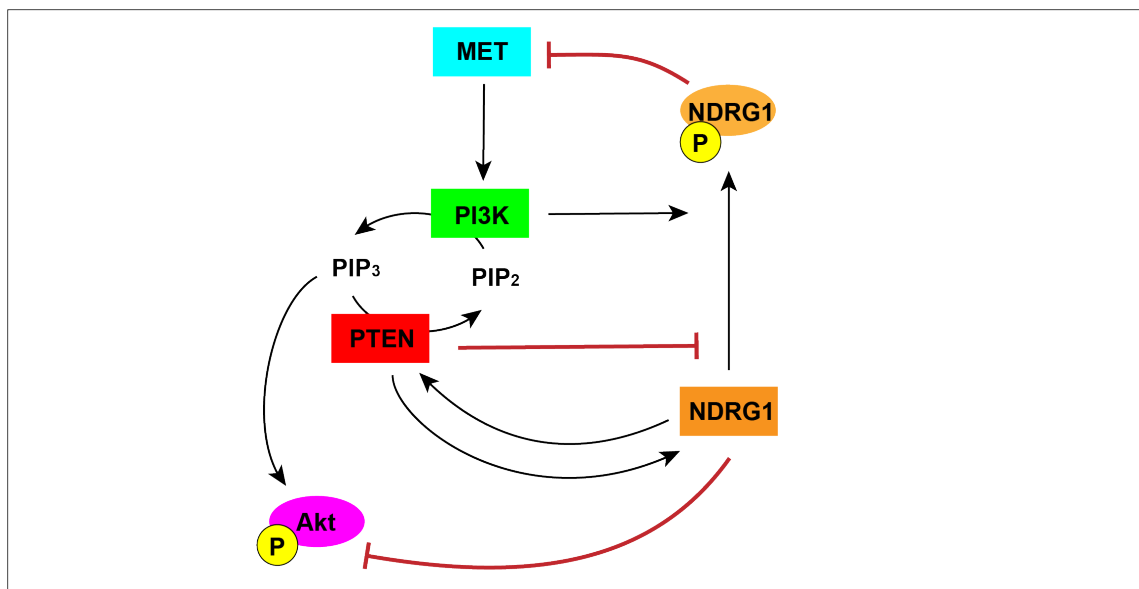 MET
NDRG1
P
PI3K
PIP₃
PIP₂
PTEN
NDRG1
Akt
P